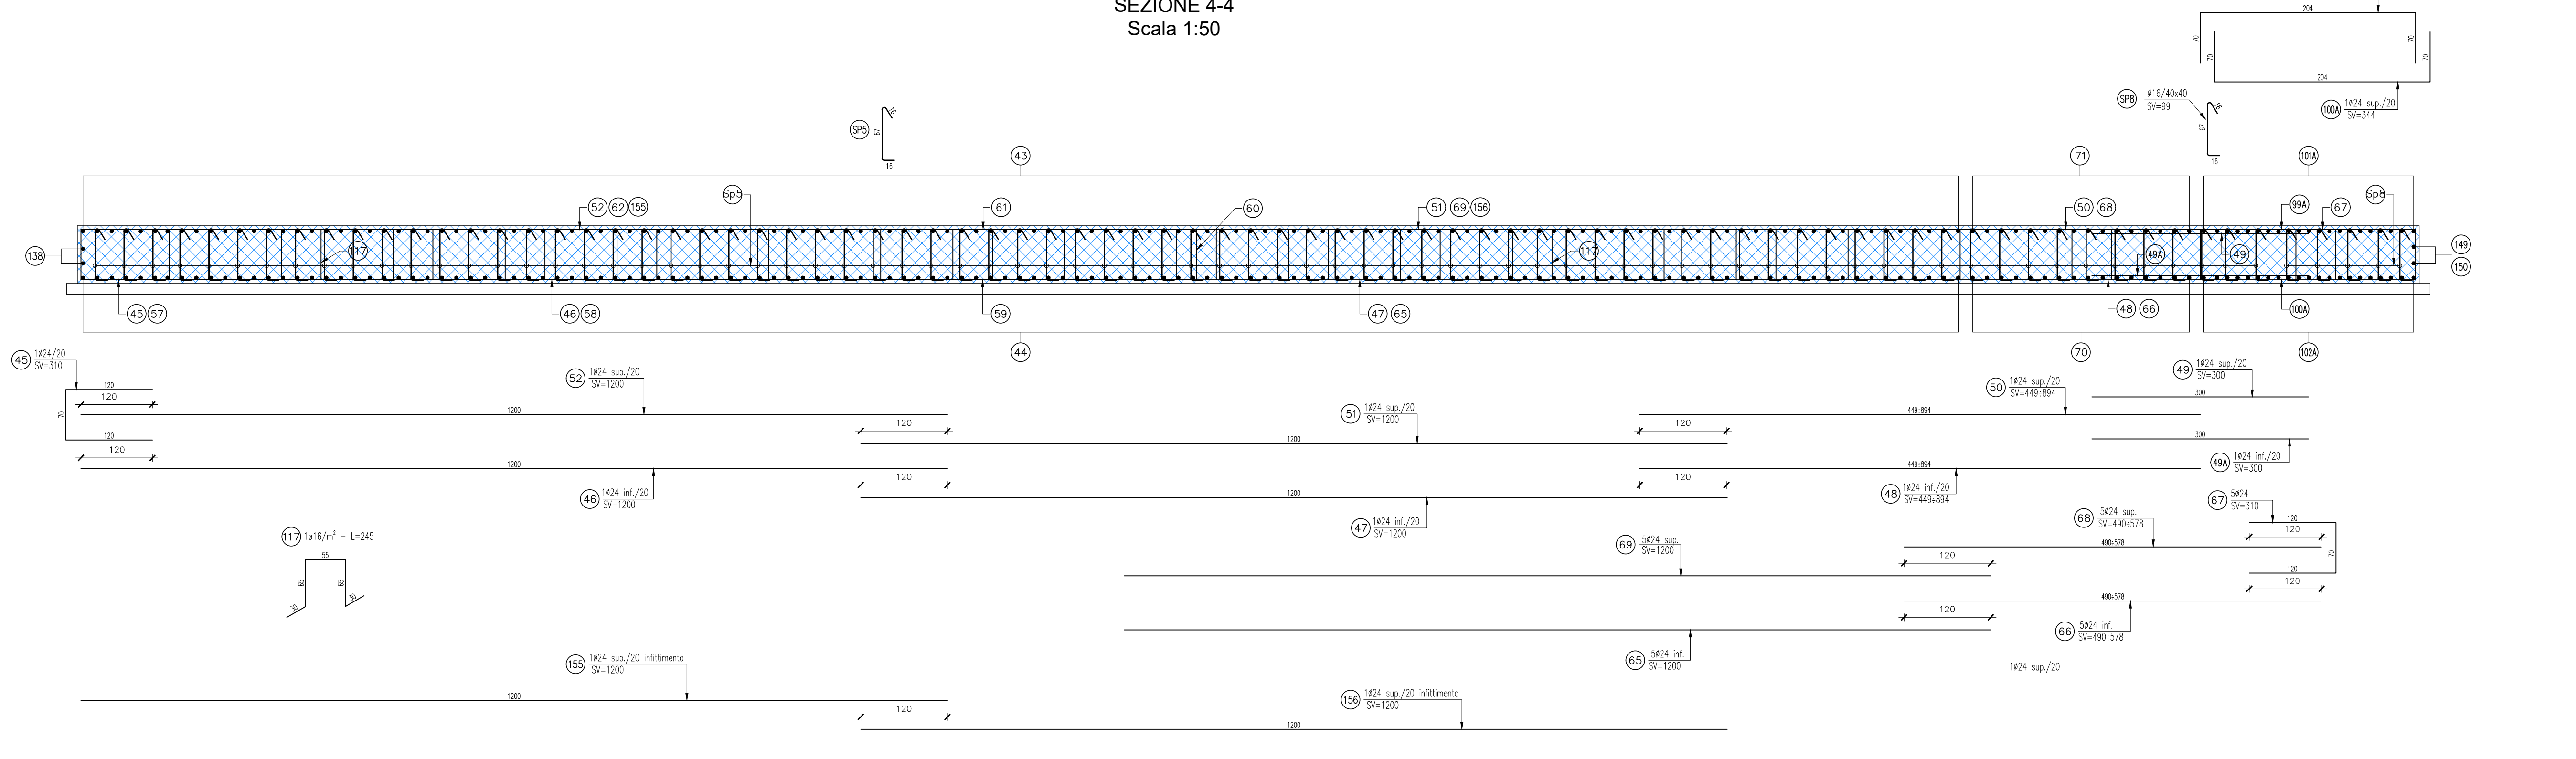 SEZIONE 4-4
Scala 1:50
204
70
70
70
70
204
100A 1ø24 sup./20
SV=344
SP8 ø16/40x40
SV=99
16
67
16
SP5
16
67
16
43
71
101A
Sp5
52 62 155
61
60
51 69 156
50 68
99A
67
Sp8
138
117
117
49A
49
149
150
45 57
46 58
59
47 65
48 66
100A
44
70
102A
45 1ø24/20
SV=310
120
120
70
120
120
52 1ø24 sup./20
SV=1200
1200
120
51 1ø24 sup./20
SV=1200
1200
120
50 1ø24 sup./20
SV=449÷894
449÷894
49 1ø24 sup./20
SV=300
300
300
49A 1ø24 inf./20
SV=300
1200
46 1ø24 inf./20
SV=1200
120
1200
47 1ø24 inf./20
SV=1200
120
449÷894
48 1ø24 inf./20
SV=449÷894
67 5ø24
SV=310
120
120
70
120
120
68 5ø24 sup.
SV=490÷578
490÷578
120
69 5ø24 sup.
SV=1200
490÷578
120
66 5ø24 inf.
SV=490÷578
65 5ø24 inf.
SV=1200
1ø24 sup./20
117 1ø16/m² - L=245
55
65
65
30
30
155 1ø24 sup./20 infittimento
SV=1200
1200
120
156 1ø24 sup./20 infittimento
SV=1200
1200